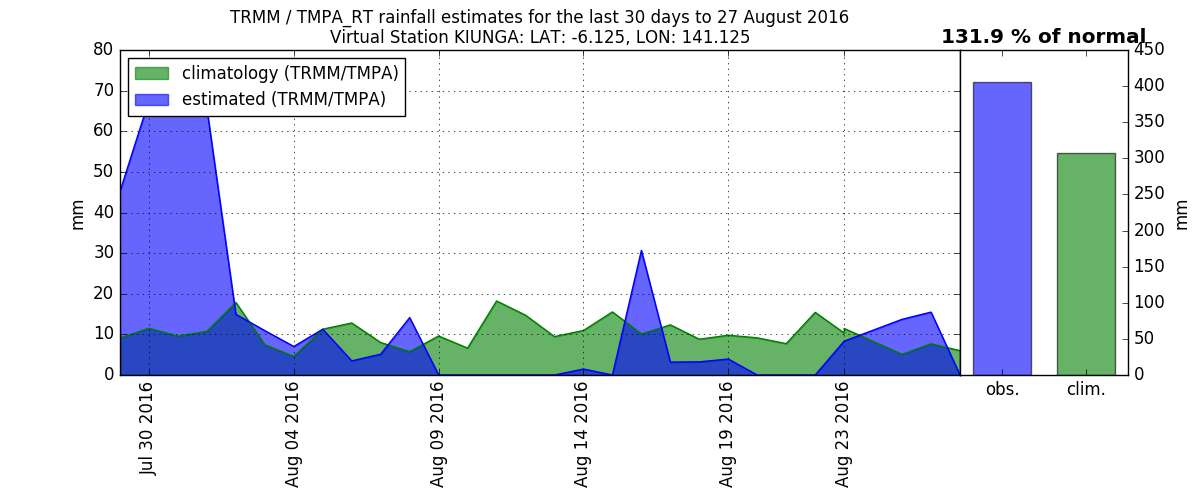 TRMM / TMPA_RT rainfall estimates for the last 30 days to 27 August 2016
Virtual Station KIUNGA: LAT: -6.125, LON: 141.125
131.9 % of normal
climatology (TRMM/TMPA)
estimated (TRMM/TMPA)
mm
80
70
60
50
40
30
20
10
0
Jul 30 2016
Aug 04 2016
Aug 09 2016
Aug 14 2016
Aug 19 2016
Aug 23 2016
450
400
350
300
250
200
150
100
50
0
mm
obs.
clim.